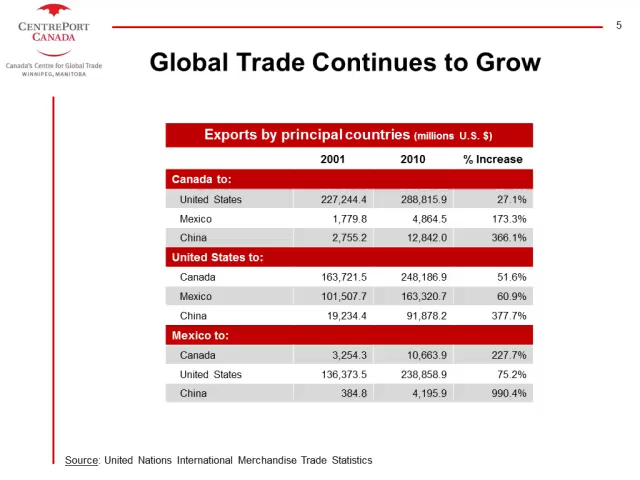 CENTREPORT
CANADA
Canada's Centre for Global Trade
WINNIPEG, MANITOBA
5
Global Trade Continues to Grow
Exports by principal countries (millions U.S. $)
2001 2010 % Increase
Canada to:
United States 227,244.4 288,815.9 27.1%
Mexico 1,779.8 4,864.5 173.3%
China 2,755.2 12,842.0 366.1%
United States to:
Canada 163,721.5 248,186.9 51.6%
Mexico 101,507.7 163,320.7 60.9%
China 19,234.4 91,878.2 377.7%
Mexico to:
Canada 3,254.3 10,663.9 227.7%
United States 136,373.5 238,858.9 75.2%
China 384.8 4,195.9 990.4%
Source: United Nations International Merchandise Trade Statistics